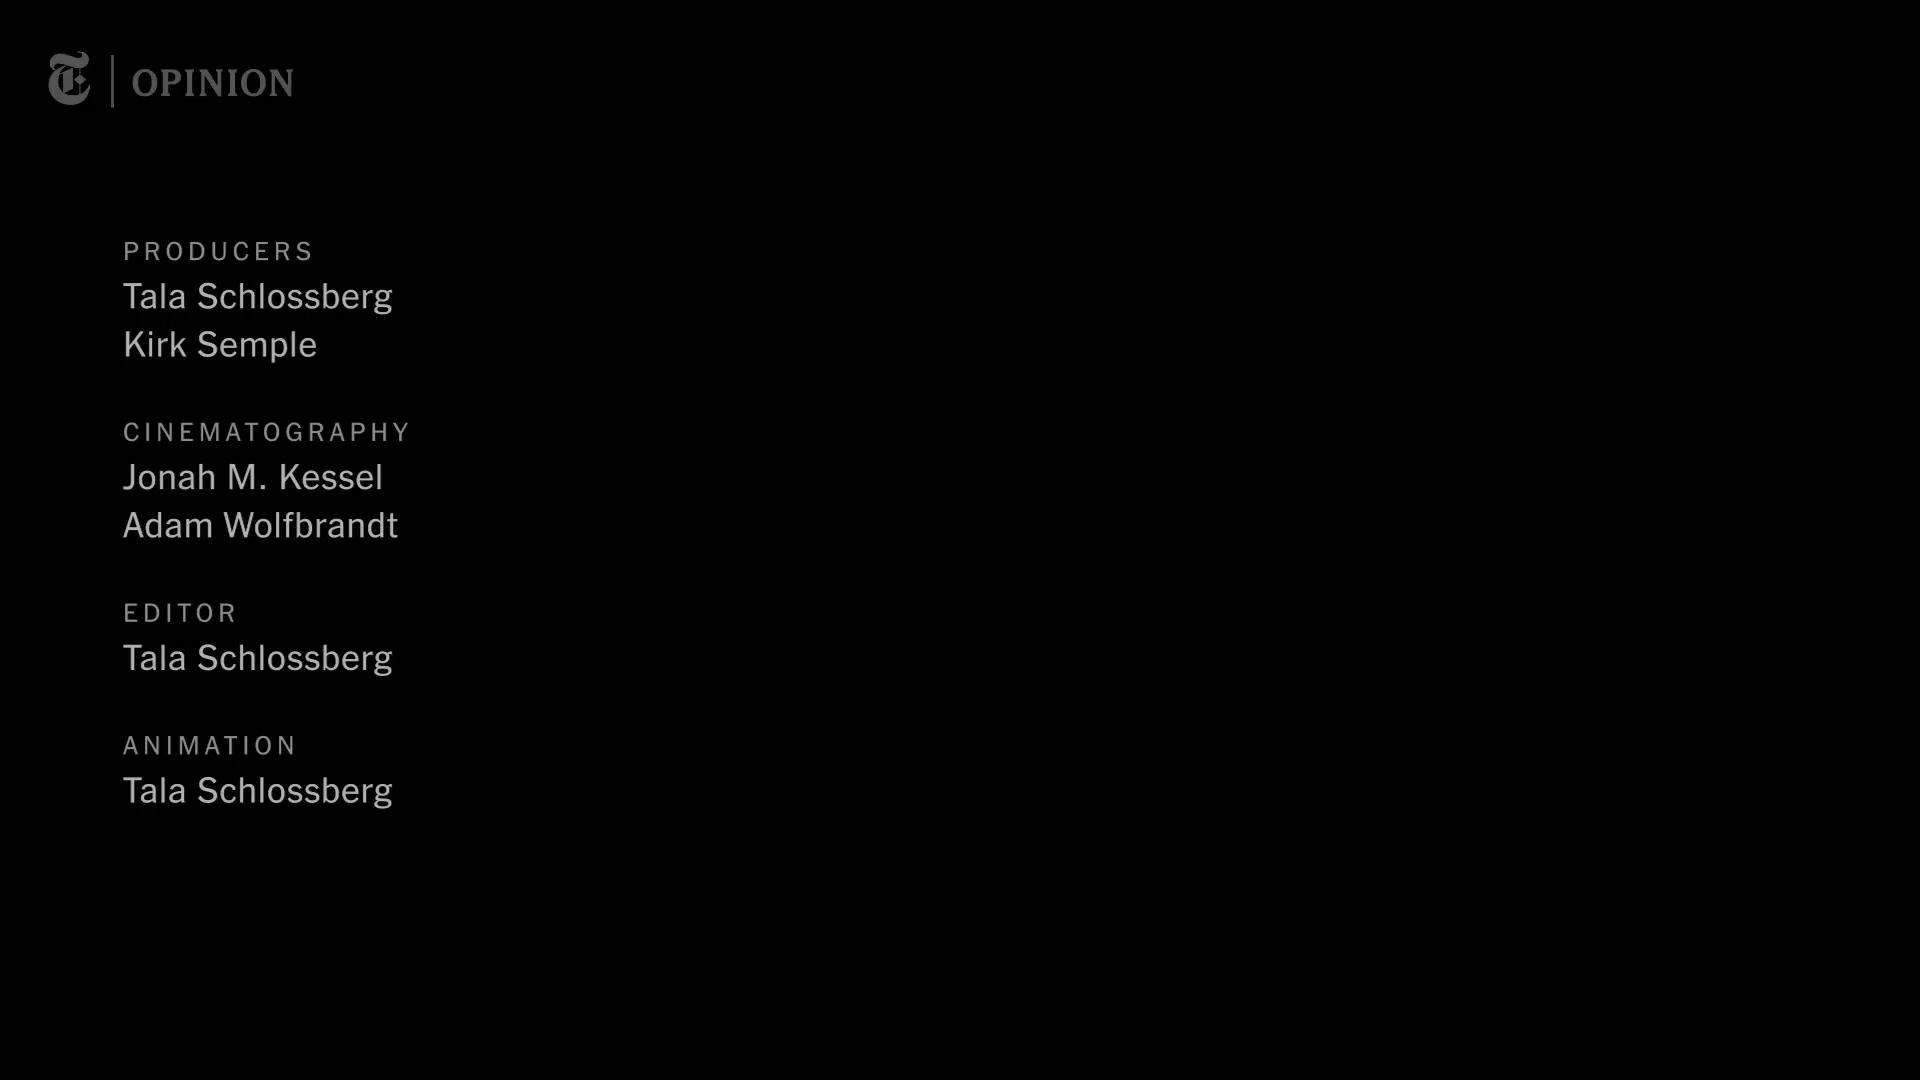 T | OPINION
PRODUCERS
Tala Schlossberg
Kirk Semple
CINEMATOGRAPHY
Jonah M. Kessel
Adam Wolfbrandt
EDITOR
Tala Schlossberg
ANIMATION
Tala Schlossberg